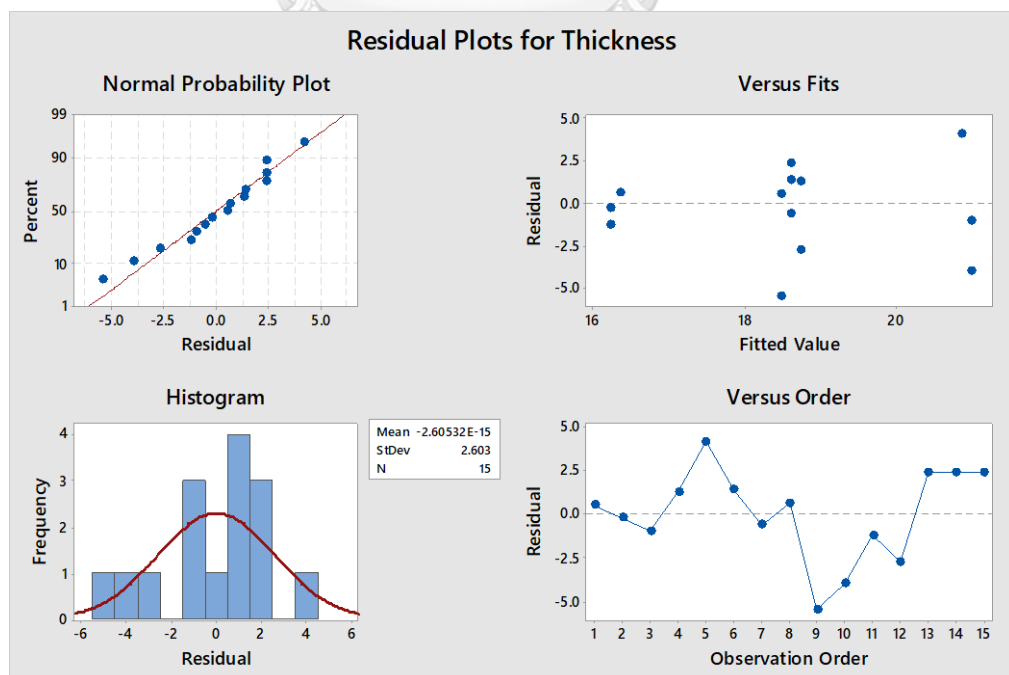 Residual Plots for Thickness
Normal Probability Plot
Percent
99
90
50
10
1
-5.0 -2.5 0.0 2.5 5.0
Residual
Versus Fits
Residual
5.0
2.5
0.0
-2.5
-5.0
16 18 20
Fitted Value
Histogram
Frequency
4
3
2
1
0
-6 -4 -2 0 2 4 6
Residual
Mean -2.60532E-15
StDev 2.603
N 15
Versus Order
Residual
5.0
2.5
0.0
-2.5
-5.0
1 2 3 4 5 6 7 8 9 10 11 12 13 14 15
Observation Order